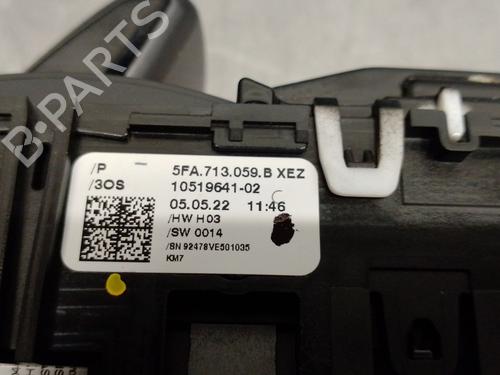 B-PARTS
/P - 5FA.713.059.B XEZ
/3OS 10519641-02
05.05.22 11:46
/HW H03
/SW 0014
/SN 92478VE501035
KM7